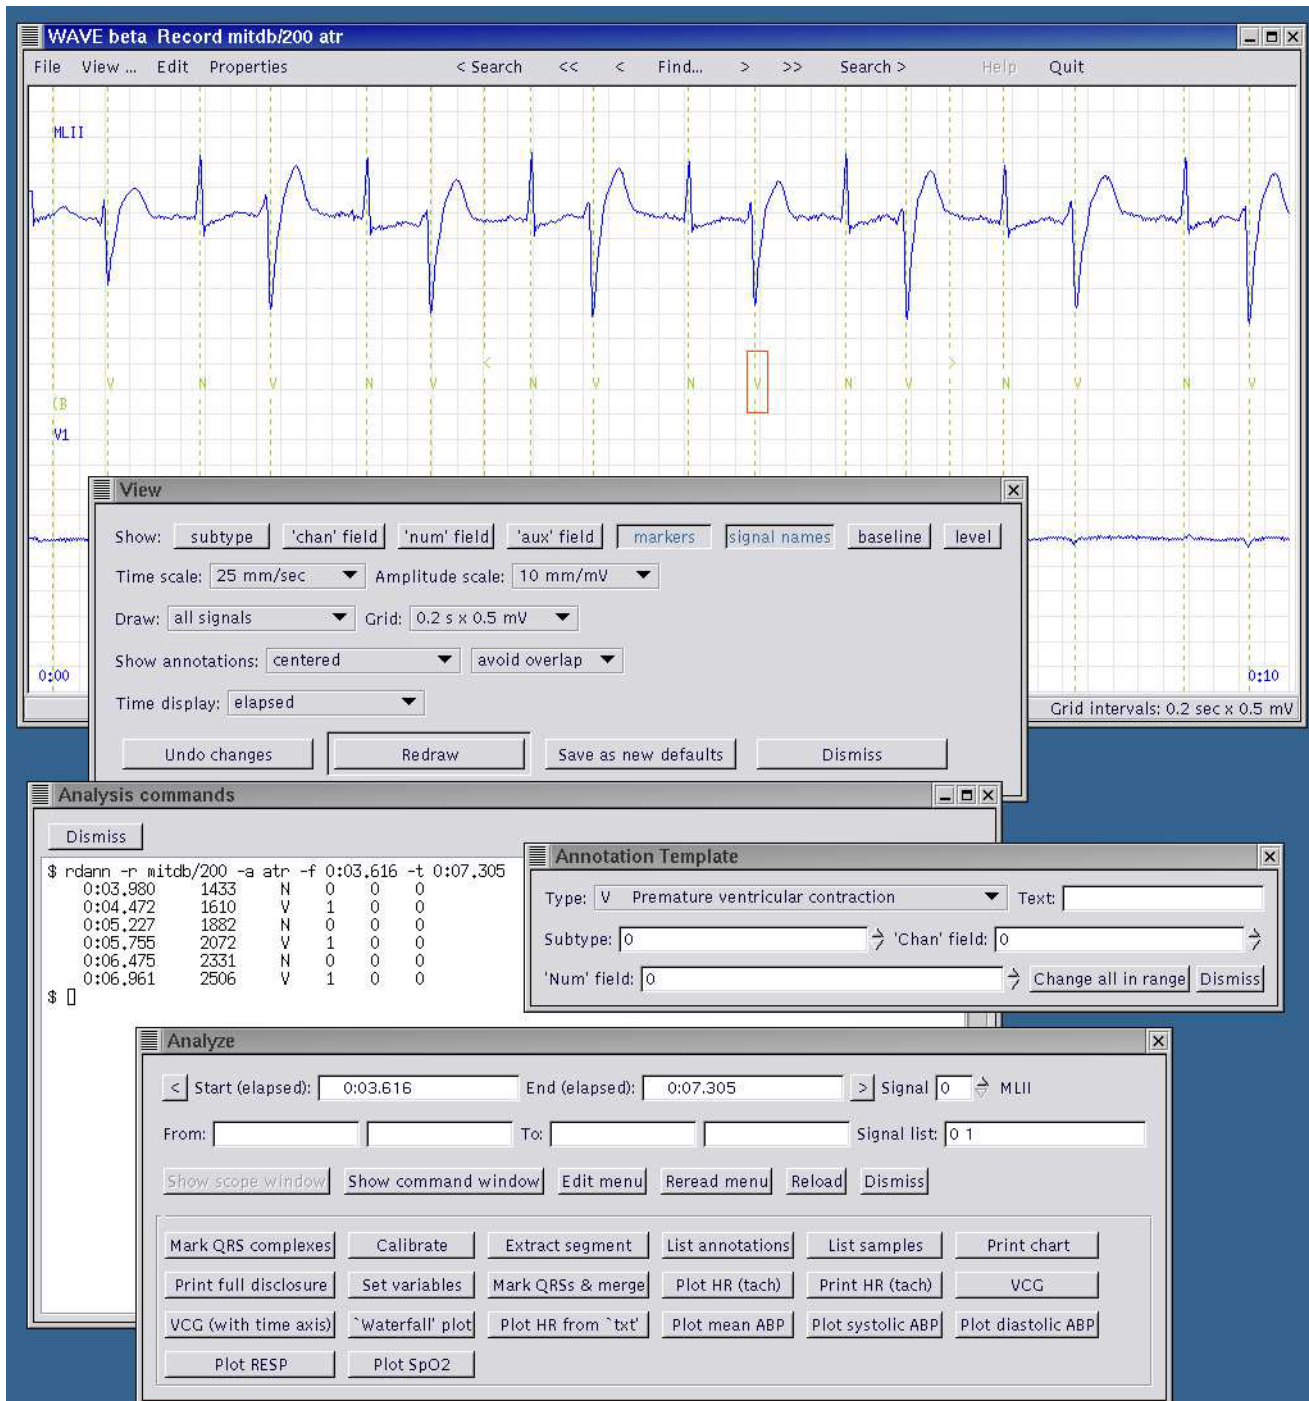 WAVE beta Record mitdb/200 atr
File View ... Edit Properties < Search << < Find... > >> Search > Help Quit
MLII
< >
V N V N V N V N V N V N V N V
(B
V1
0:00 0:10
Grid intervals: 0.2 sec x 0.5 mV
View
Show: subtype 'chan' field 'num' field 'aux' field markers signal names baseline level
Time scale: 25 mm/sec Amplitude scale: 10 mm/mV
Draw: all signals Grid: 0.2 s x 0.5 mV
Show annotations: centered avoid overlap
Time display: elapsed
Undo changes Redraw Save as new defaults Dismiss
Analysis commands
Dismiss
$ rdann -r mitdb/200 -a atr -f 0:03.616 -t 0:07.305
0:03.980 1433 N 0 0 0
0:04.472 1610 V 1 0 0
0:05.227 1882 N 0 0 0
0:05.755 2072 V 1 0 0
0:06.475 2331 N 0 0 0
0:06.961 2506 V 1 0 0
$
Annotation Template
Type: V Premature ventricular contraction Text:
Subtype: 0 'Chan' field: 0
'Num' field: 0 Change all in range Dismiss
Analyze
< Start (elapsed): 0:03.616 End (elapsed): 0:07.305 > Signal 0 MLII
From: To: Signal list: 0 1
Show scope window Show command window Edit menu Reread menu Reload Dismiss
Mark QRS complexes Calibrate Extract segment List annotations List samples Print chart
Print full disclosure Set variables Mark QRSs & merge Plot HR (tach) Print HR (tach) VCG
VCG (with time axis) `Waterfall' plot Plot HR from `txt' Plot mean ABP Plot systolic ABP Plot diastolic ABP
Plot RESP Plot SpO2